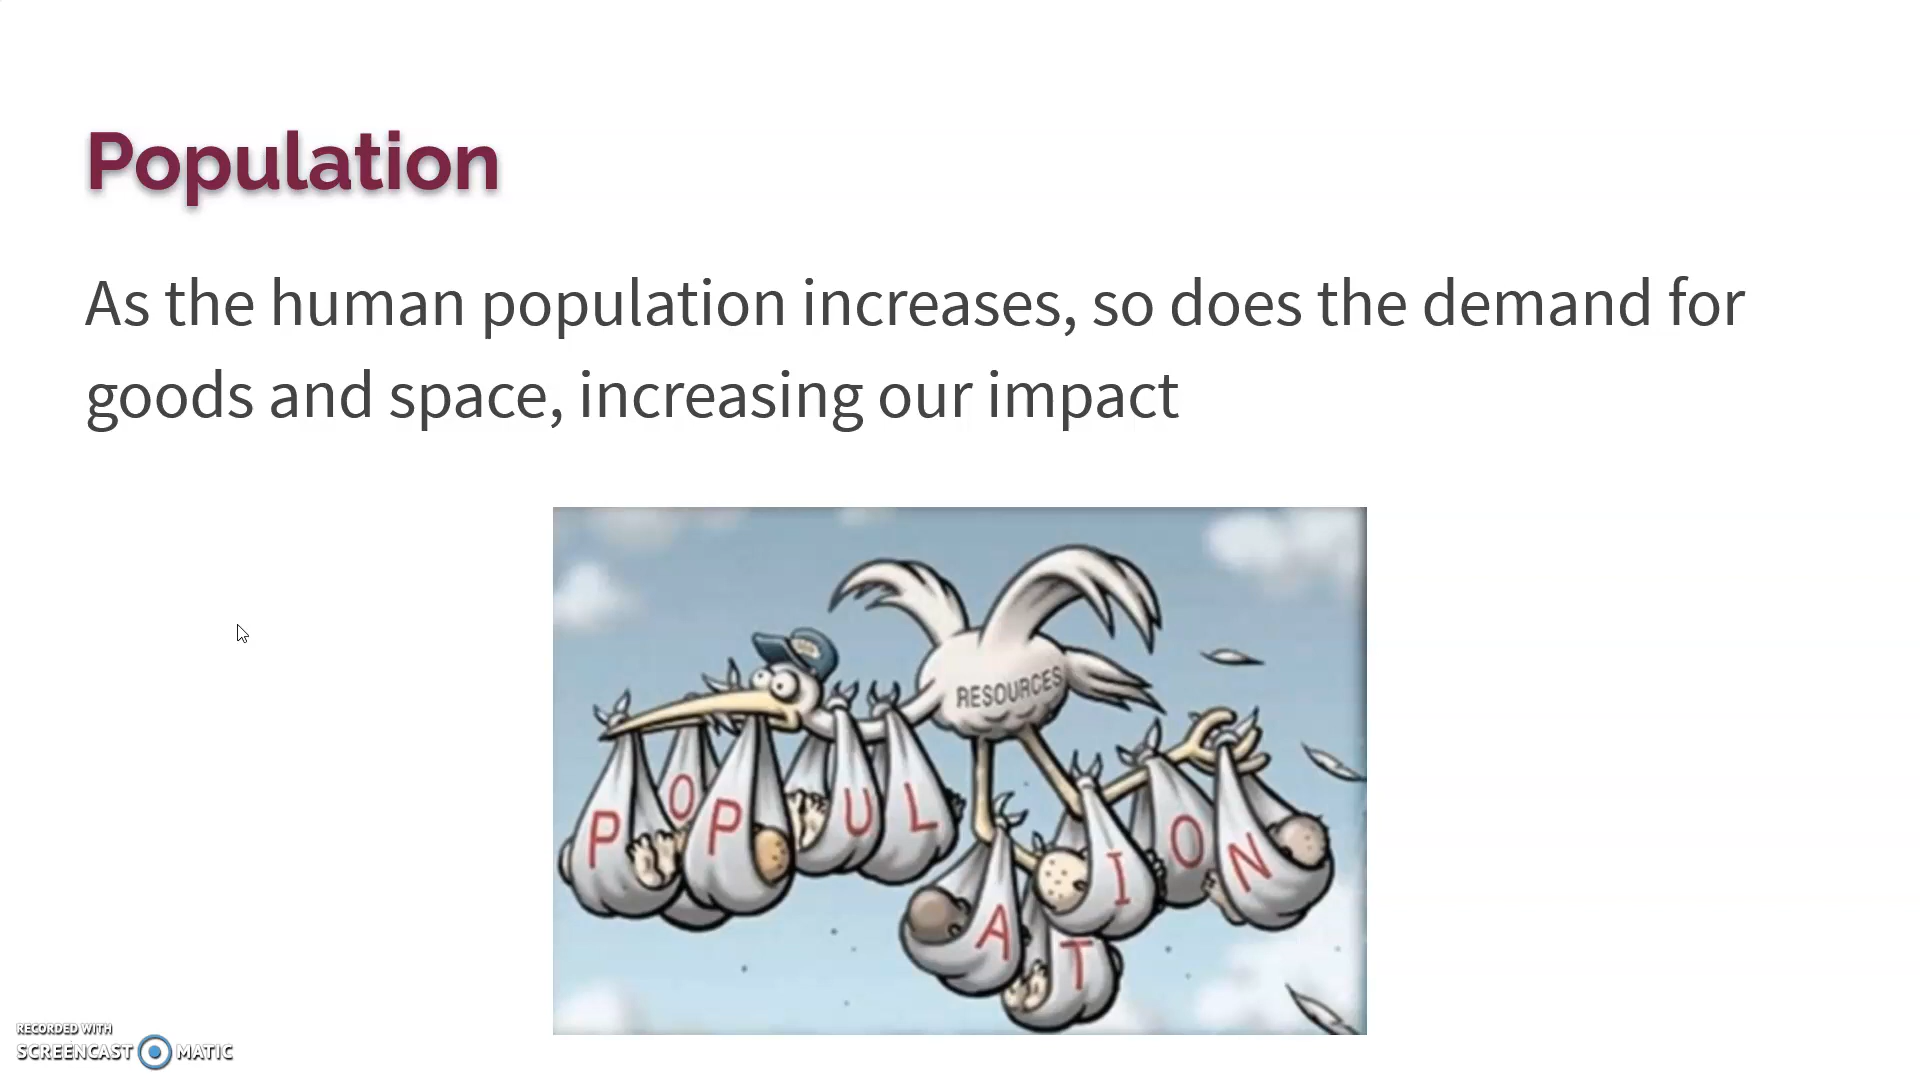 Population
As the human population increases, so does the demand for
goods and space, increasing our impact
RESOURCES
P O P U L A T I O N
RECORDED WITH
SCREENCAST MATIC